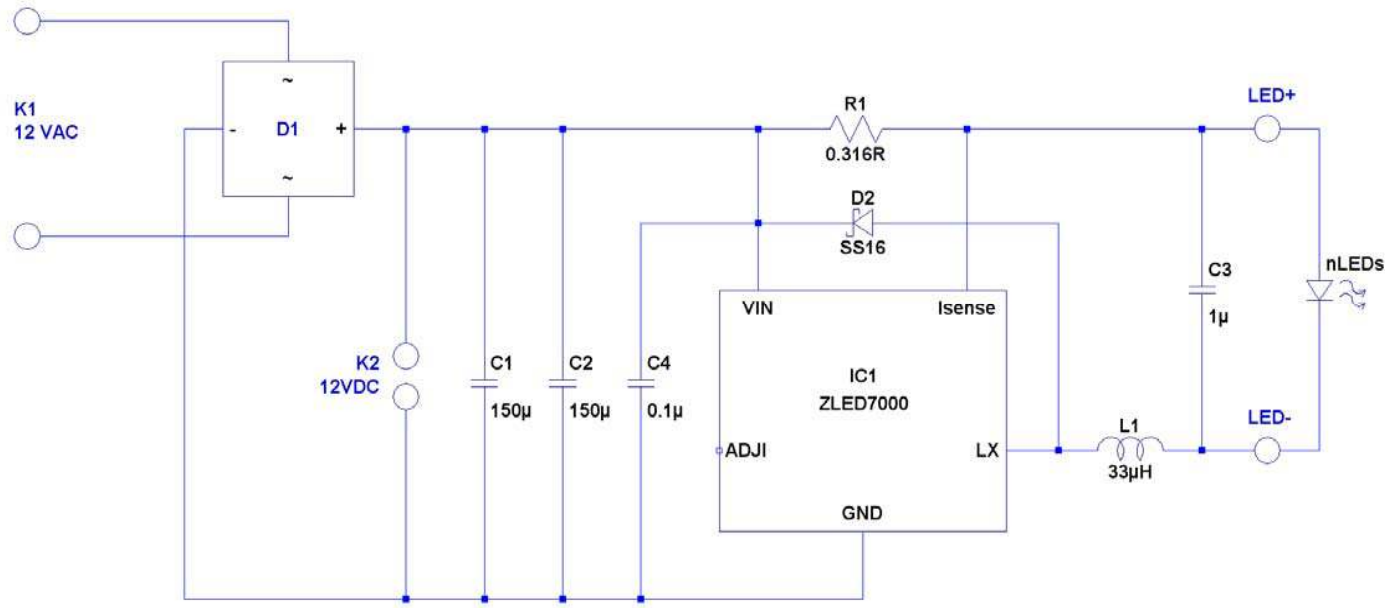 K1
12 VAC
~
-
D1
+
~
K2
12VDC
C1
150µ
C2
150µ
C4
0.1µ
R1
0.316R
D2
SS16
VIN
Isense
IC1
ZLED7000
ADJI
LX
GND
L1
33µH
C3
1µ
LED+
nLEDs
LED-